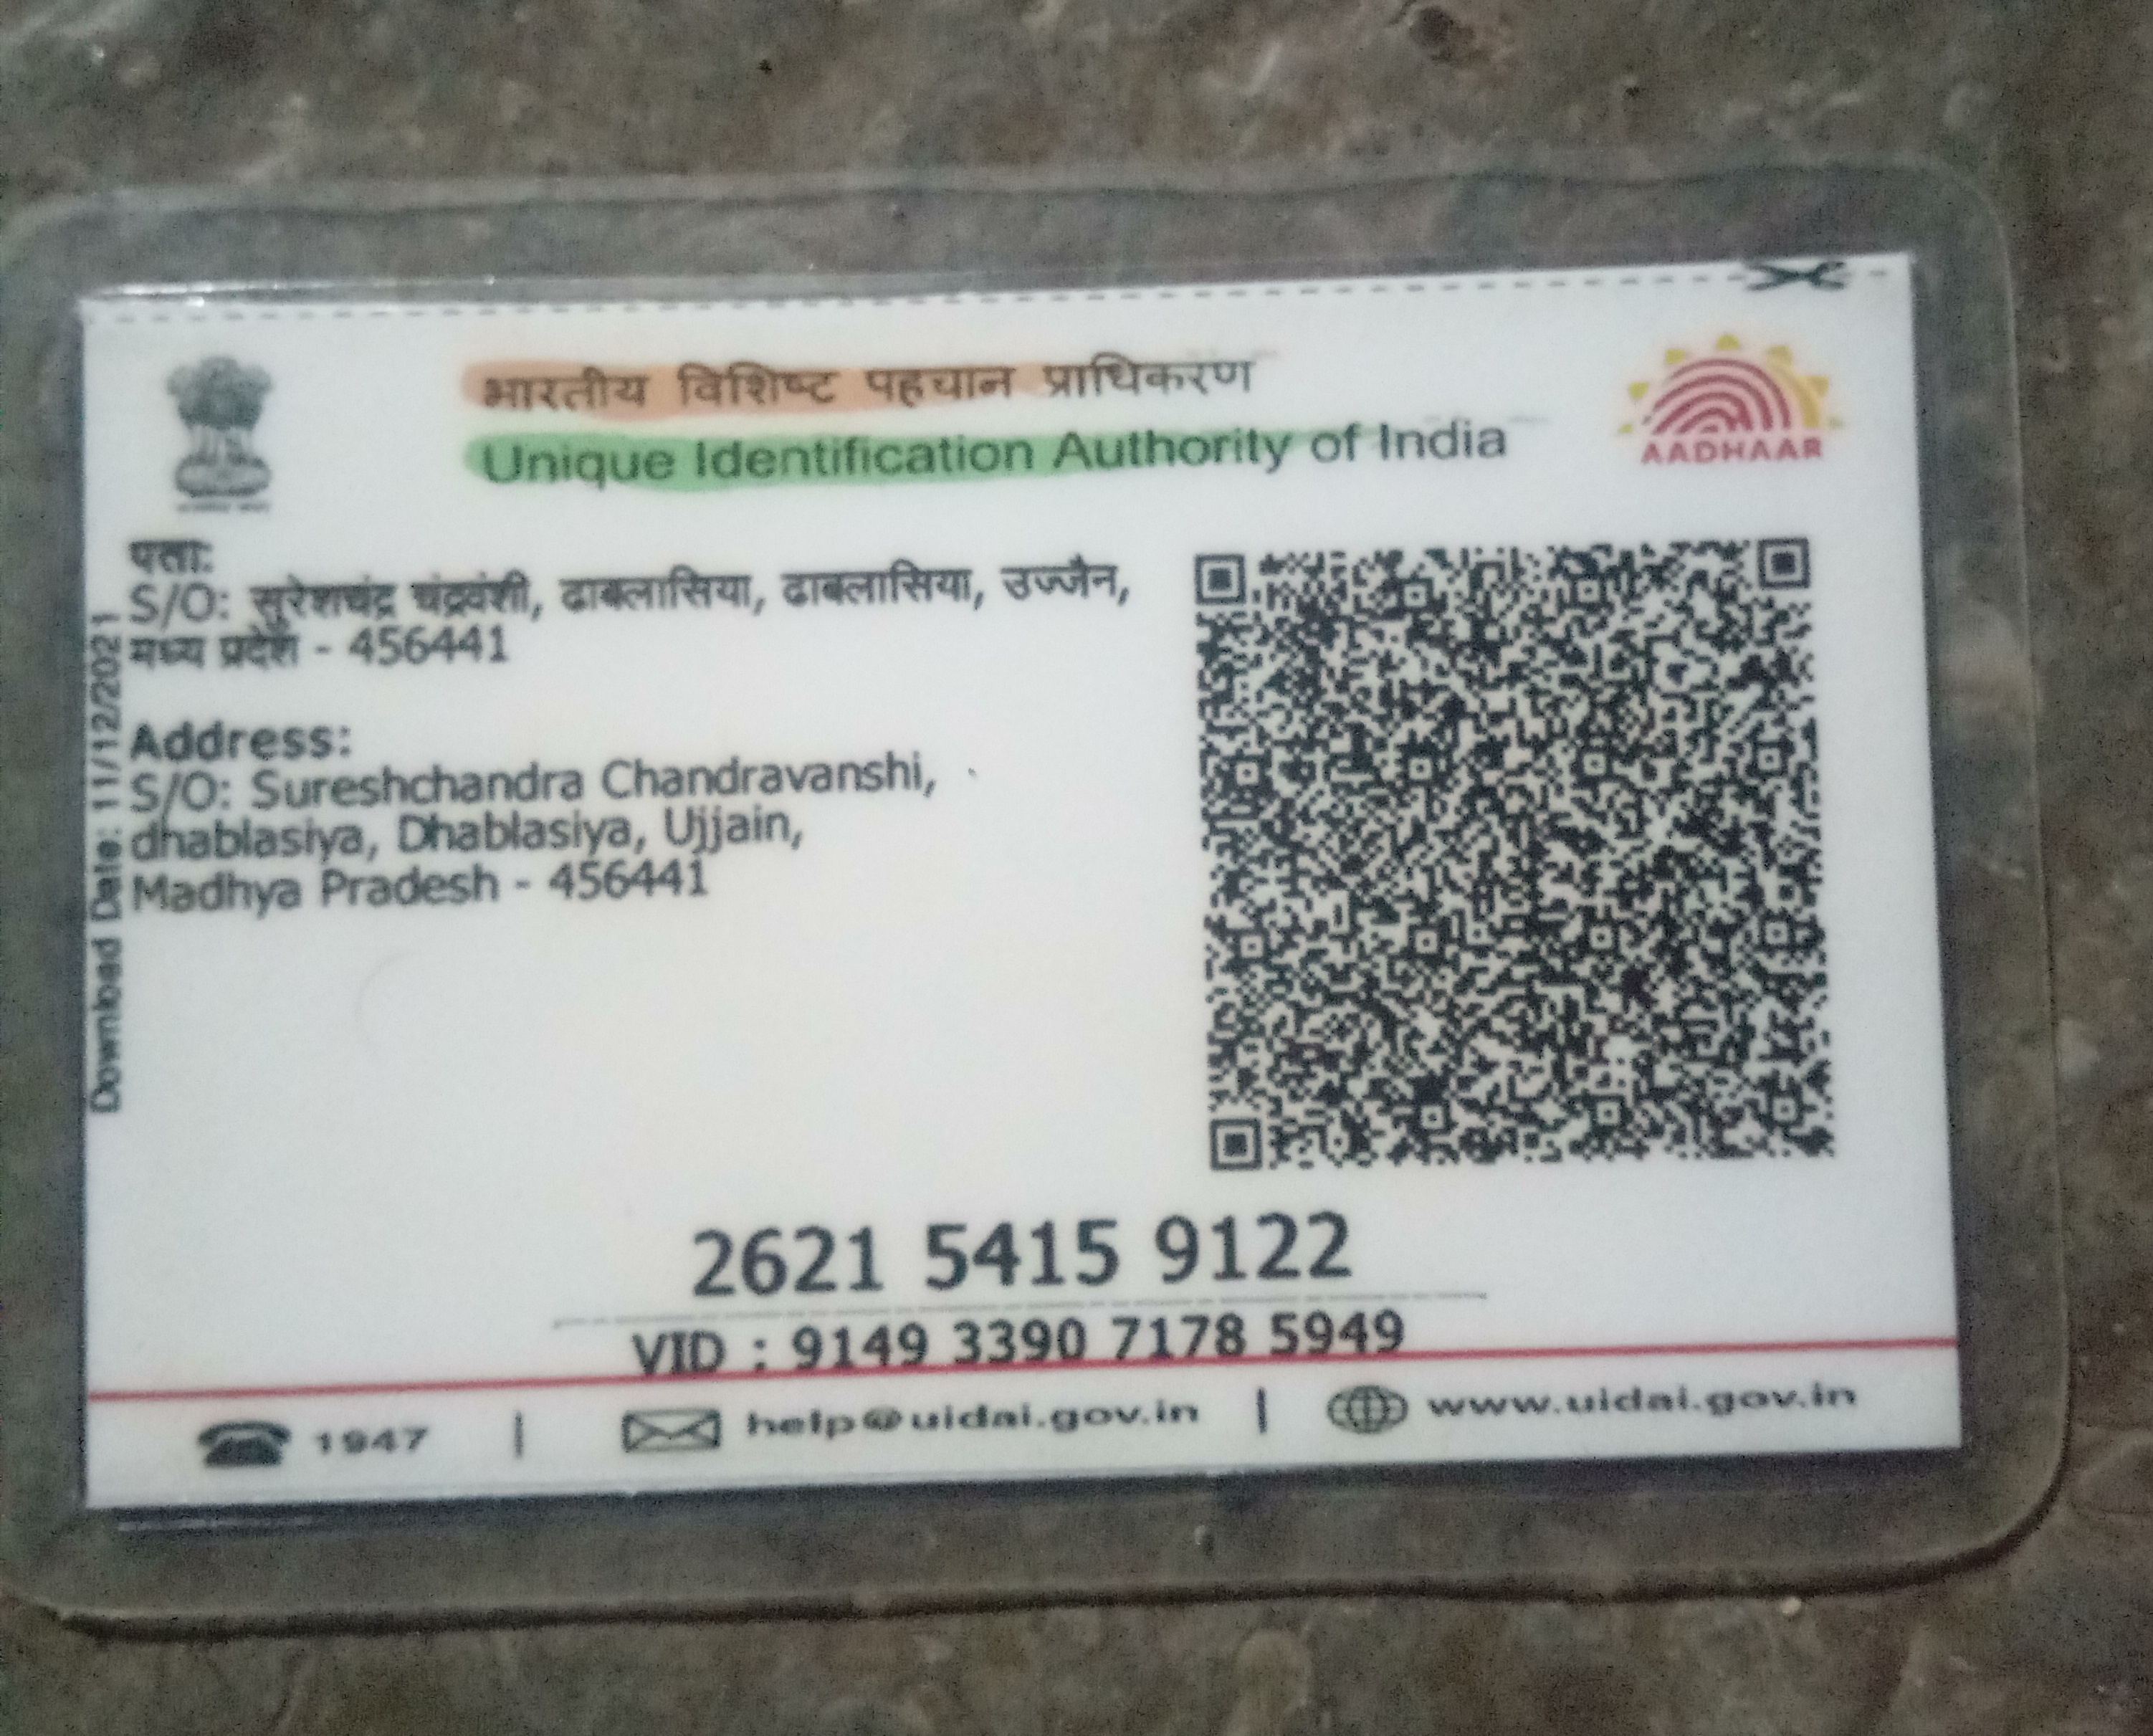 भारतीय विशिष्ट पहचान प्राधिकरण
Unique Identification Authority of India
AADHAAR
पता:
S/O: सुरेशचंद्र चंद्रवंशी, ढाबलासिया, ढाबलासिया, उज्जैन,
मध्य प्रदेश - 456441
Address:
S/O: Sureshchandra Chandravanshi,
dhablasiya, Dhablasiya, Ujjain,
Madhya Pradesh - 456441
Download Date: 11/12/2021
2621 5415 9122
VID : 9149 3390 7178 5949
1947 | help@uidai.gov.in | www.uidai.gov.in